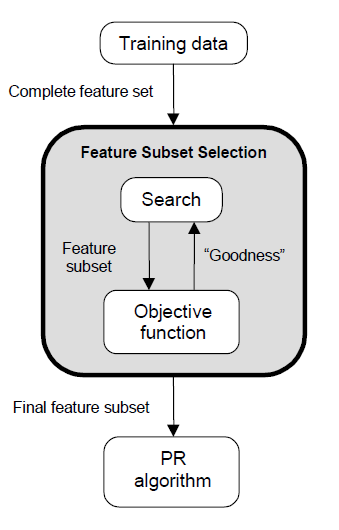 Training data
Complete feature set
Feature Subset Selection
Search
Feature
subset
“Goodness”
Objective
function
Final feature subset
PR
algorithm